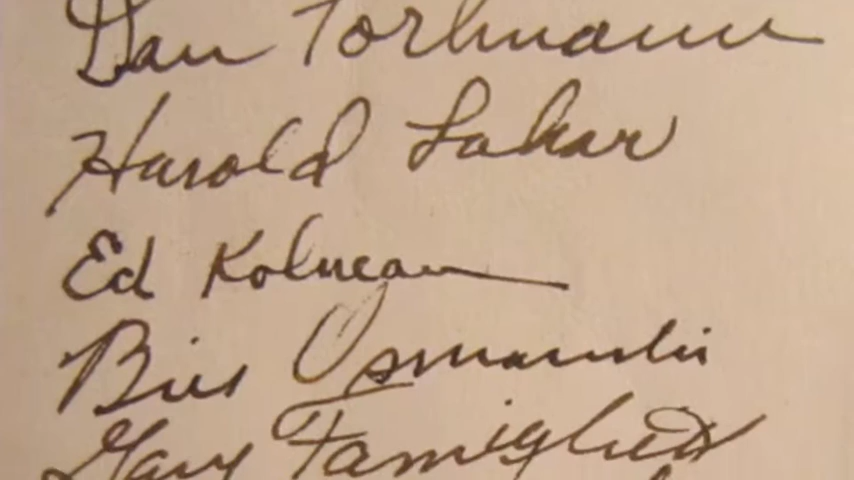 Dan Fortmann
Harold Lahar
Ed Kolman
Bill Osmanski
Gary Famiglietti